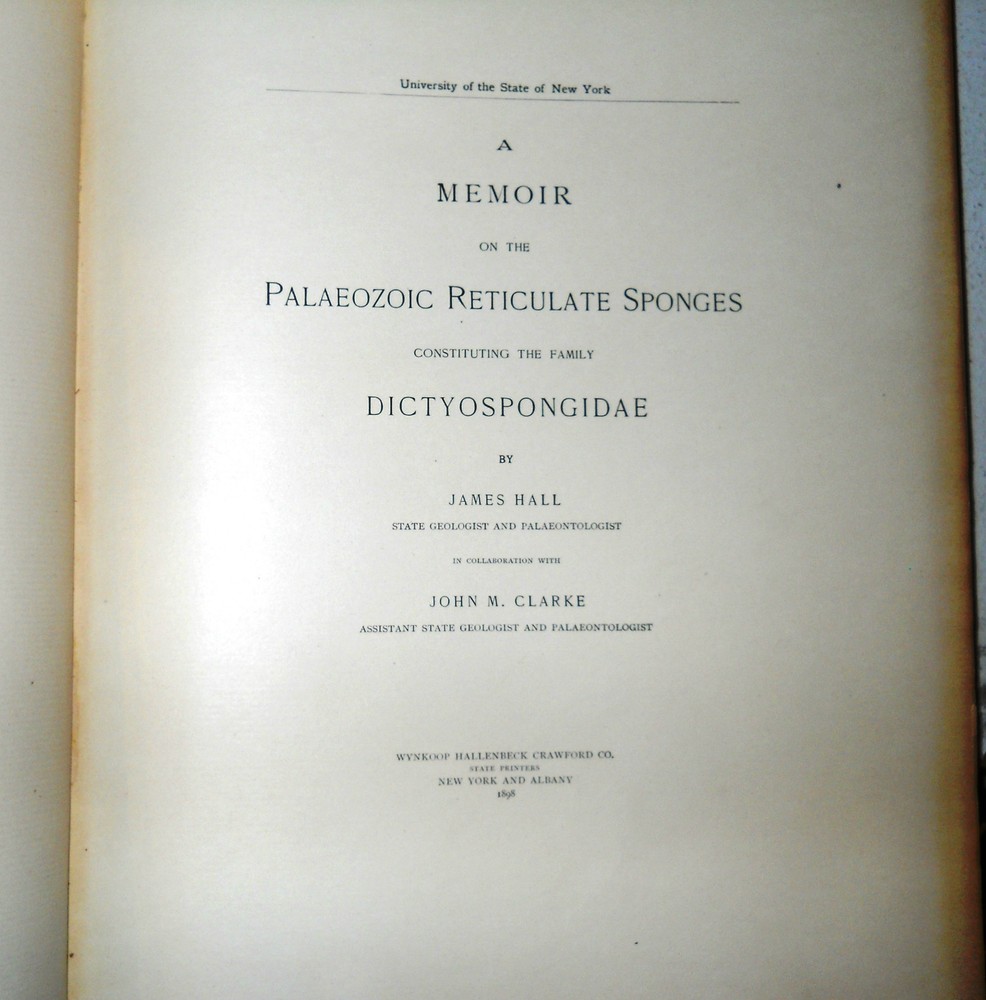 University of the State of New York
A
MEMOIR
ON THE
PALAEOZOIC RETICULATE SPONGES
CONSTITUTING THE FAMILY
DICTYOSPONGIDAE
BY
JAMES HALL
STATE GEOLOGIST AND PALAEONTOLOGIST
IN COLLABORATION WITH
JOHN M. CLARKE
ASSISTANT STATE GEOLOGIST AND PALAEONTOLOGIST
WYNKOOP HALLENBECK CRAWFORD CO.
STATE PRINTERS
NEW YORK AND ALBANY
1898